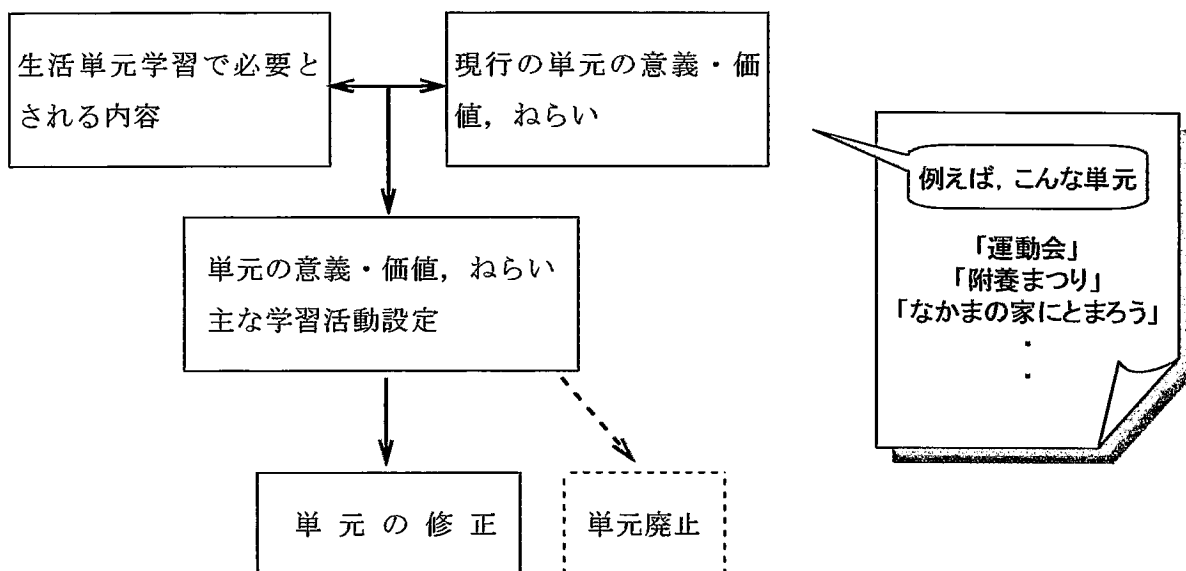 生活単元学習で必要と
される内容
現行の単元の意義・価
値，ねらい
単元の意義・価値，ねらい
主な学習活動設定
単元の修正
単元廃止
例えば，こんな単元
「運動会」
「附養まつり」
「なかまの家にとまろう」
・
・